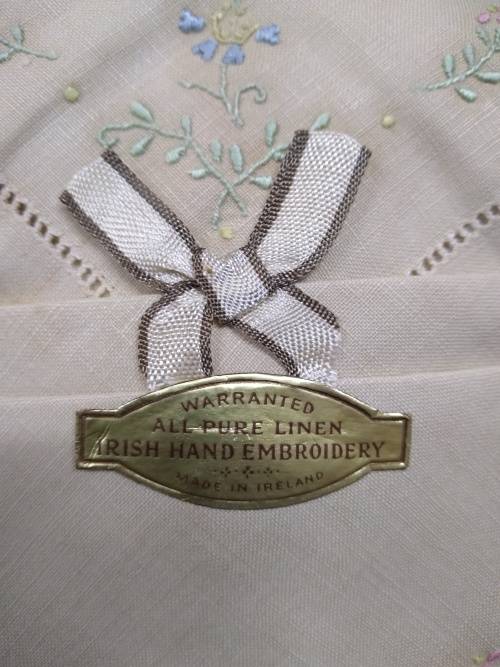 WARRANTED
ALL PURE LINEN
IRISH HAND EMBROIDERY
MADE IN IRELAND